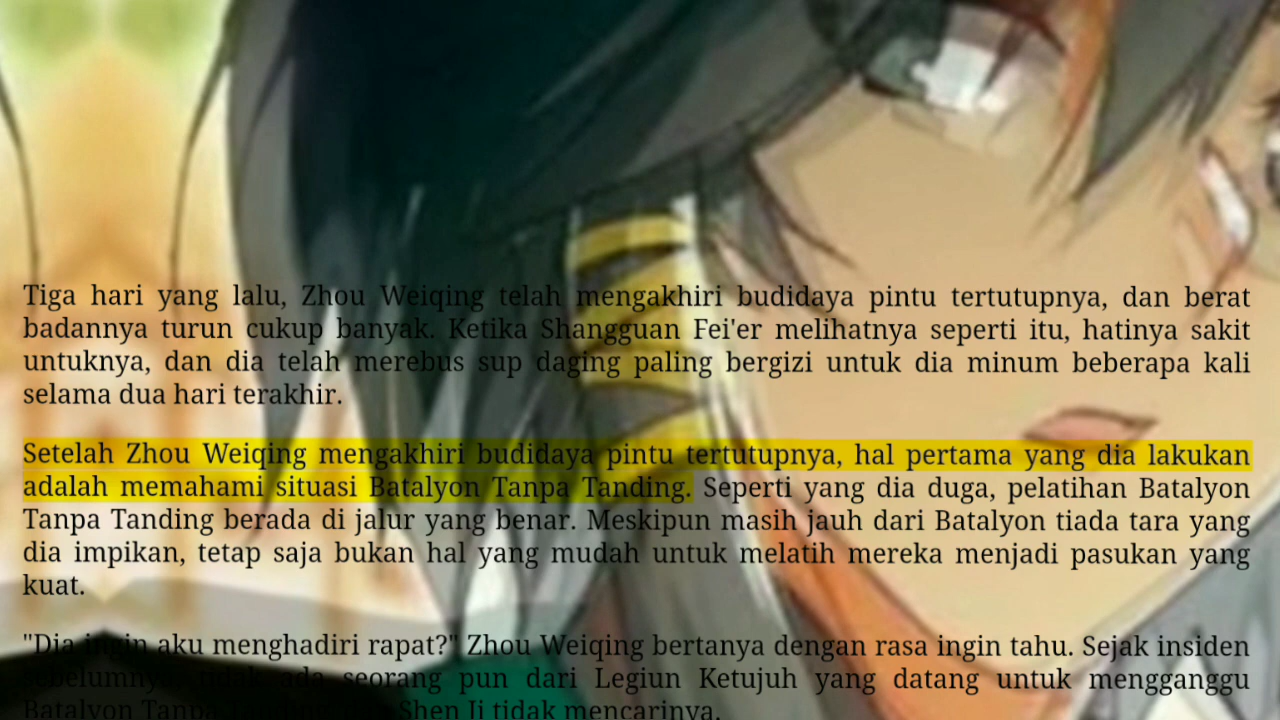 Tiga hari yang lalu, Zhou Weiqing telah mengakhiri budidaya pintu tertutupnya, dan berat
badannya turun cukup banyak. Ketika Shangguan Fei'er melihatnya seperti itu, hatinya sakit
untuknya, dan dia telah merebus sup daging paling bergizi untuk dia minum beberapa kali
selama dua hari terakhir.
Setelah Zhou Weiqing mengakhiri budidaya pintu tertutupnya, hal pertama yang dia lakukan
adalah memahami situasi Batalyon Tanpa Tanding. Seperti yang dia duga, pelatihan Batalyon
Tanpa Tanding berada di jalur yang benar. Meskipun masih jauh dari Batalyon tiada tara yang
dia impikan, tetap saja bukan hal yang mudah untuk melatih mereka menjadi pasukan yang
kuat.
"Dia ingin aku menghadiri rapat?" Zhou Weiqing bertanya dengan rasa ingin tahu. Sejak insiden
tidak ada seorang pun dari Legiun Ketujuh yang datang untuk mengganggu
Batalyon Tanpa Shen Ji tidak mencarinya.